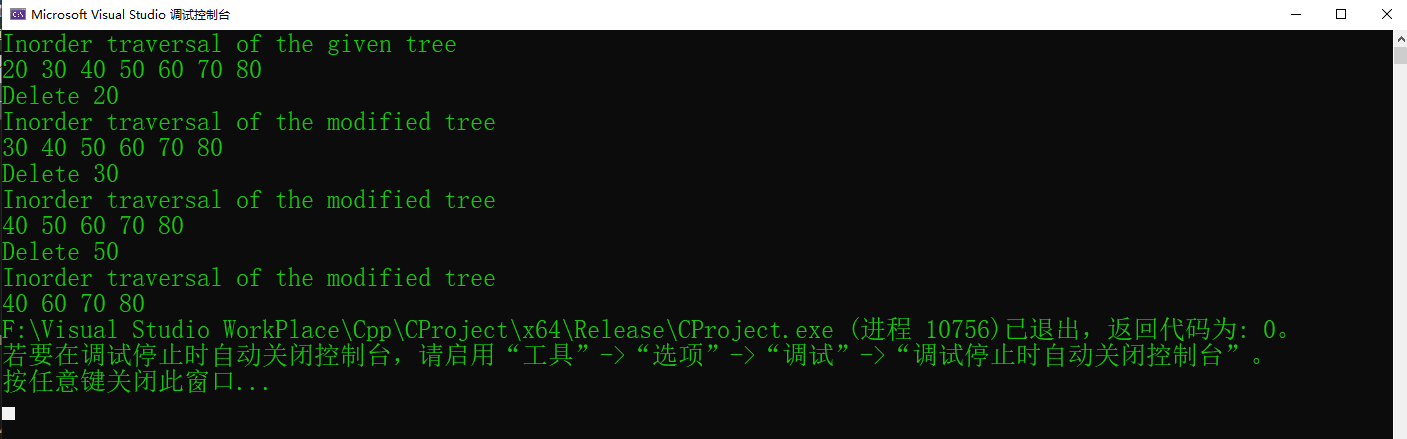 Microsoft Visual Studio 调试控制台
Inorder traversal of the given tree
20 30 40 50 60 70 80
Delete 20
Inorder traversal of the modified tree
30 40 50 60 70 80
Delete 30
Inorder traversal of the modified tree
40 50 60 70 80
Delete 50
Inorder traversal of the modified tree
40 60 70 80
F:\Visual Studio WorkPlace\Cpp\CProject\x64\Release\CProject.exe (进程 10756)已退出，返回代码为: 0。
若要在调试停止时自动关闭控制台，请启用“工具”->“选项”->“调试”->“调试停止时自动关闭控制台”。
按任意键关闭此窗口...